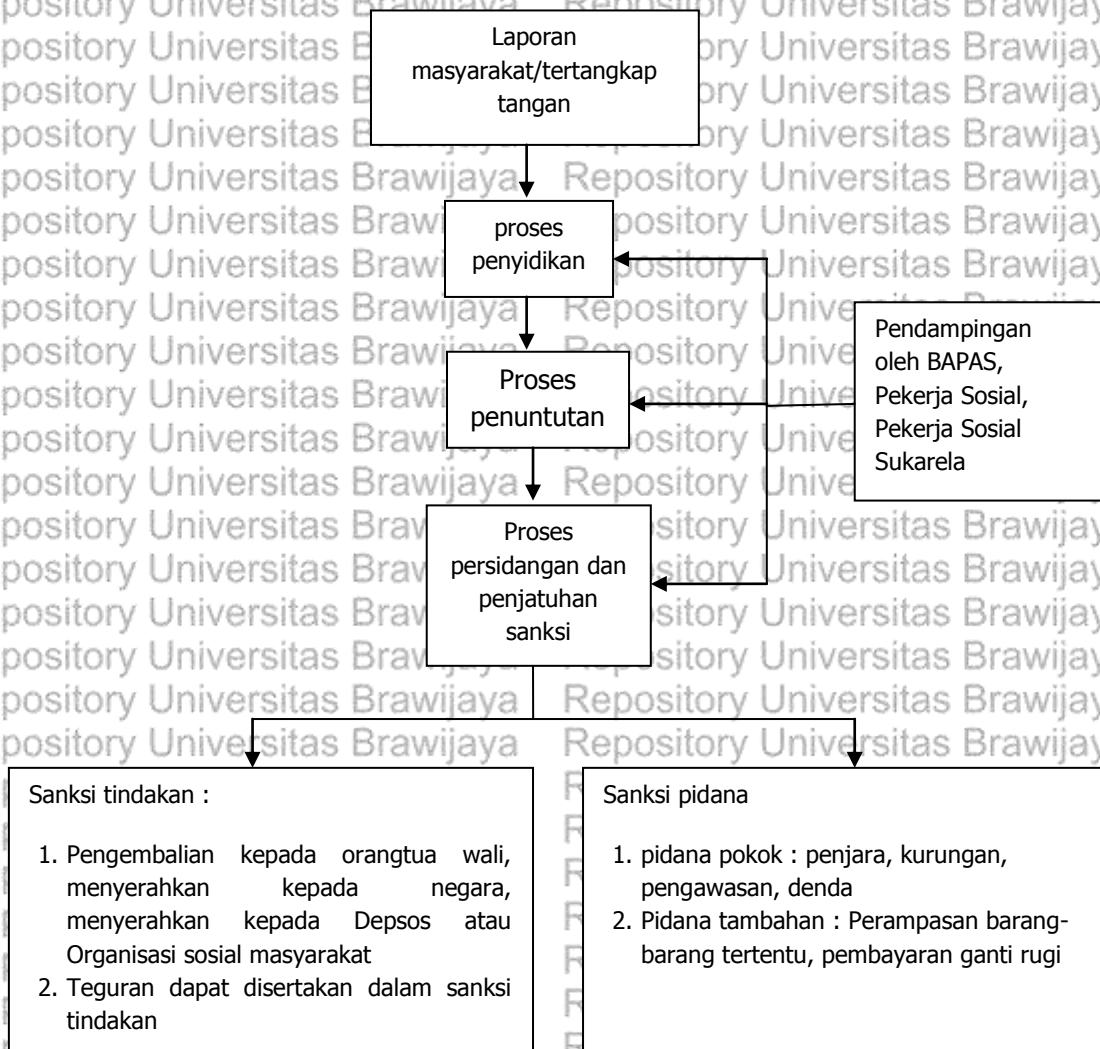 Laporan
masyarakat/tertangkap
tangan
proses
penyidikan
Proses
penuntutan
Pendampingan
oleh BAPAS,
Pekerja Sosial,
Pekerja Sosial
Sukarela
Proses
persidangan dan
penjatuhan
sanksi
Sanksi tindakan :
1. Pengembalian kepada orangtua wali,
menyerahkan kepada negara,
menyerahkan kepada Depsos atau
Organisasi sosial masyarakat
2. Teguran dapat disertakan dalam sanksi
tindakan
Sanksi pidana
1. pidana pokok : penjara, kurungan,
pengawasan, denda
2. Pidana tambahan : Perampasan barang-
barang tertentu, pembayaran ganti rugi
Repository Universitas Brawijaya